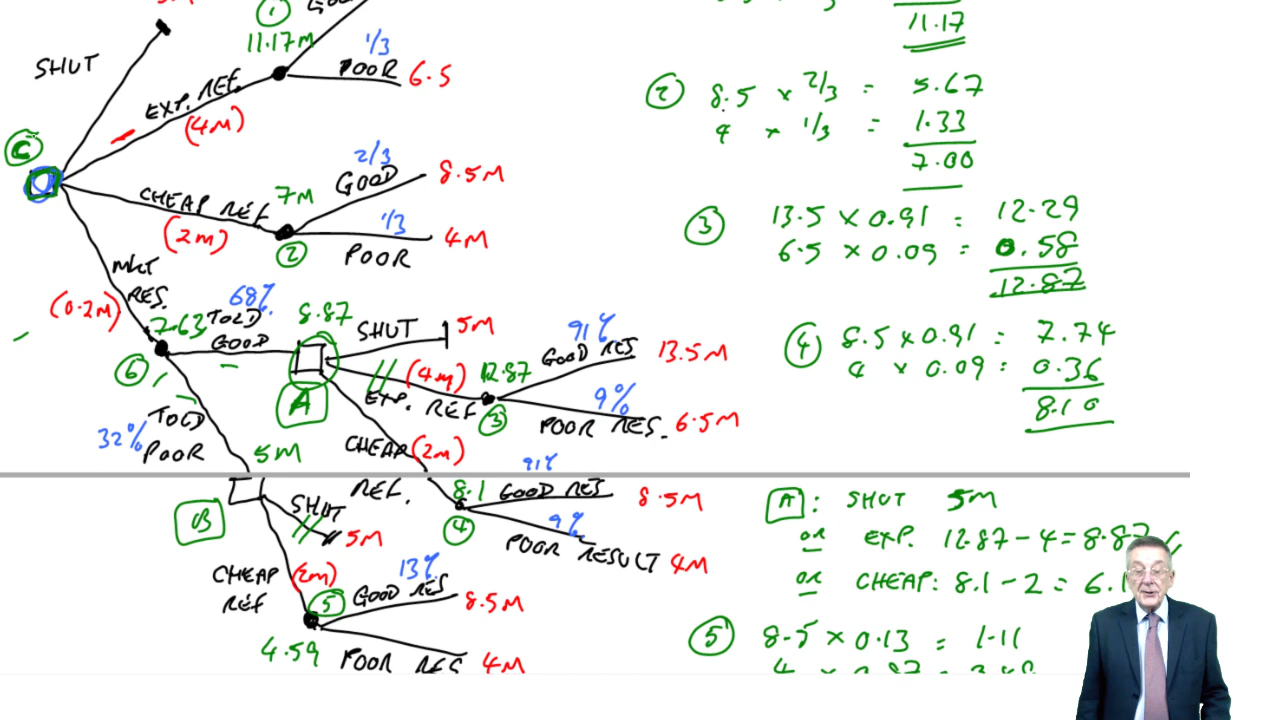 1
11.17M
SHUT
1/3
POOR 6.5
EXP. REF.
(4M)
C
CHEAP REF
(2m)
7M
2/3
GOOD 8.5M
1/3
POOR 4M
2
MKT
RES.
(0.2M)
7.63
68%
TOLD
GOOD
8.87
SHUT 5M
6
A
(4m)
EXP. REF
12.87
3
91%
GOOD RES 13.5M
9%
POOR RES. 6.5M
32%
TOLD
POOR
5M
CHEAP (2m)
REF.
8.1
4
91%
GOOD RES 8.5M
9%
POOR RESULT 4M
B
SHUT
5M
CHEAP
REF
(2m)
5
13%
GOOD RES 8.5M
4.59
POOR RES 4M
11.17
2 8.5 x 2/3 = 5.67
4 x 1/3 = 1.33
7.00
3 13.5 x 0.91 = 12.29
6.5 x 0.09 = 0.58
12.87
4 8.5 x 0.91 = 7.74
4 x 0.09 = 0.36
8.10
A : SHUT 5M
or EXP. 12.87 - 4 = 8.87
or CHEAP: 8.1 - 2 = 6.1
5 8.5 x 0.13 = 1.11